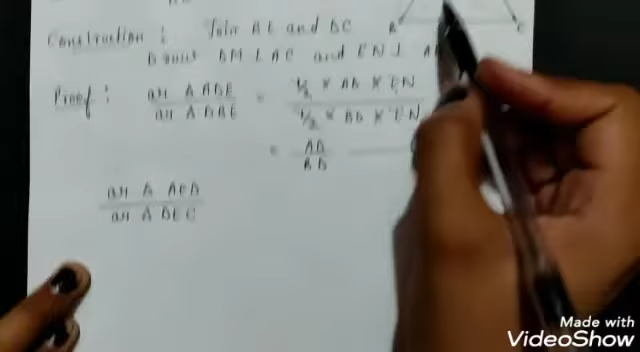 Construction : Join BE and DC
Draw DM ⊥ AC and EN ⊥ AB
Proof : ar Δ ADE / ar Δ DBE = 1/2 × AD × EN / 1/2 × BD × EN
= AD / BD
ar Δ AED / ar Δ DEC
B C
Made with
VideoShow